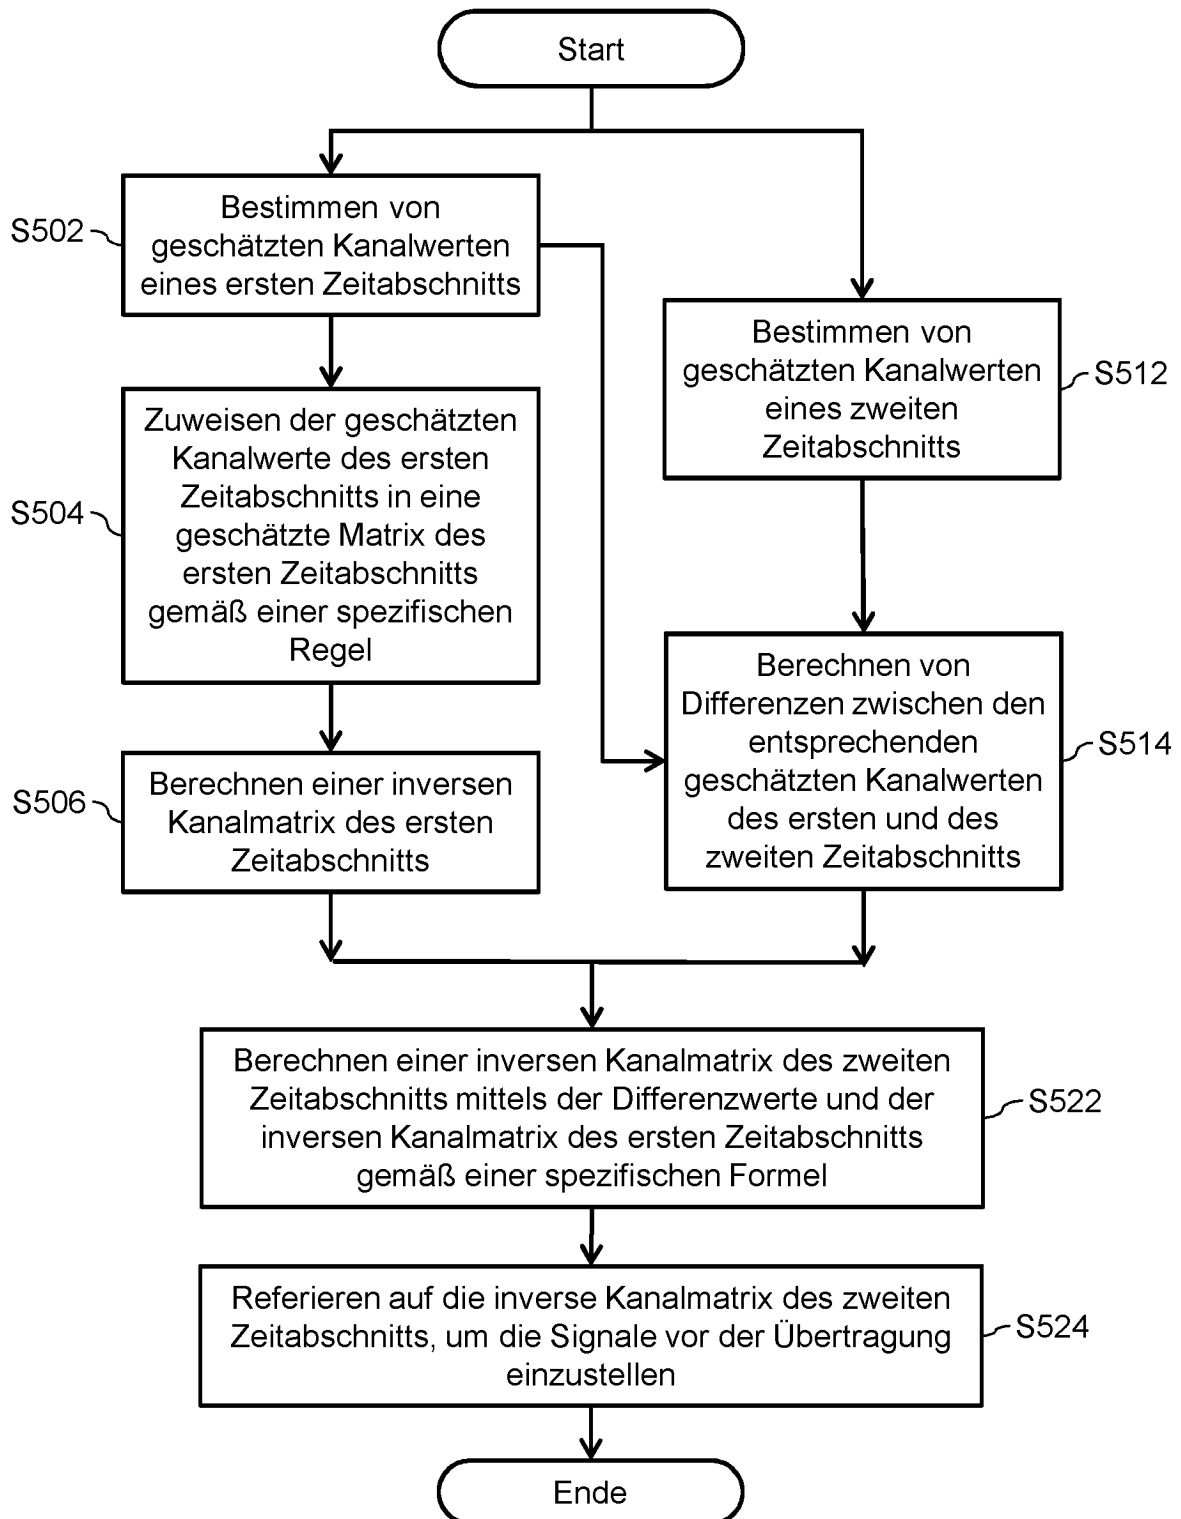 Start
S502
Bestimmen von
geschätzten Kanalwerten
eines ersten Zeitabschnitts
S504
Zuweisen der geschätzten
Kanalwerte des ersten
Zeitabschnitts in eine
geschätzte Matrix des
ersten Zeitabschnitts
gemäß einer spezifischen
Regel
S506
Berechnen einer inversen
Kanalmatrix des ersten
Zeitabschnitts
Bestimmen von
geschätzten Kanalwerten
eines zweiten
Zeitabschnitts
S512
Berechnen von
Differenzen zwischen den
entsprechenden
geschätzten Kanalwerten
des ersten und des
zweiten Zeitabschnitts
S514
Berechnen einer inversen Kanalmatrix des zweiten
Zeitabschnitts mittels der Differenzwerte und der
inversen Kanalmatrix des ersten Zeitabschnitts
gemäß einer spezifischen Formel
S522
Referieren auf die inverse Kanalmatrix des zweiten
Zeitabschnitts, um die Signale vor der Übertragung
einzustellen
S524
Ende